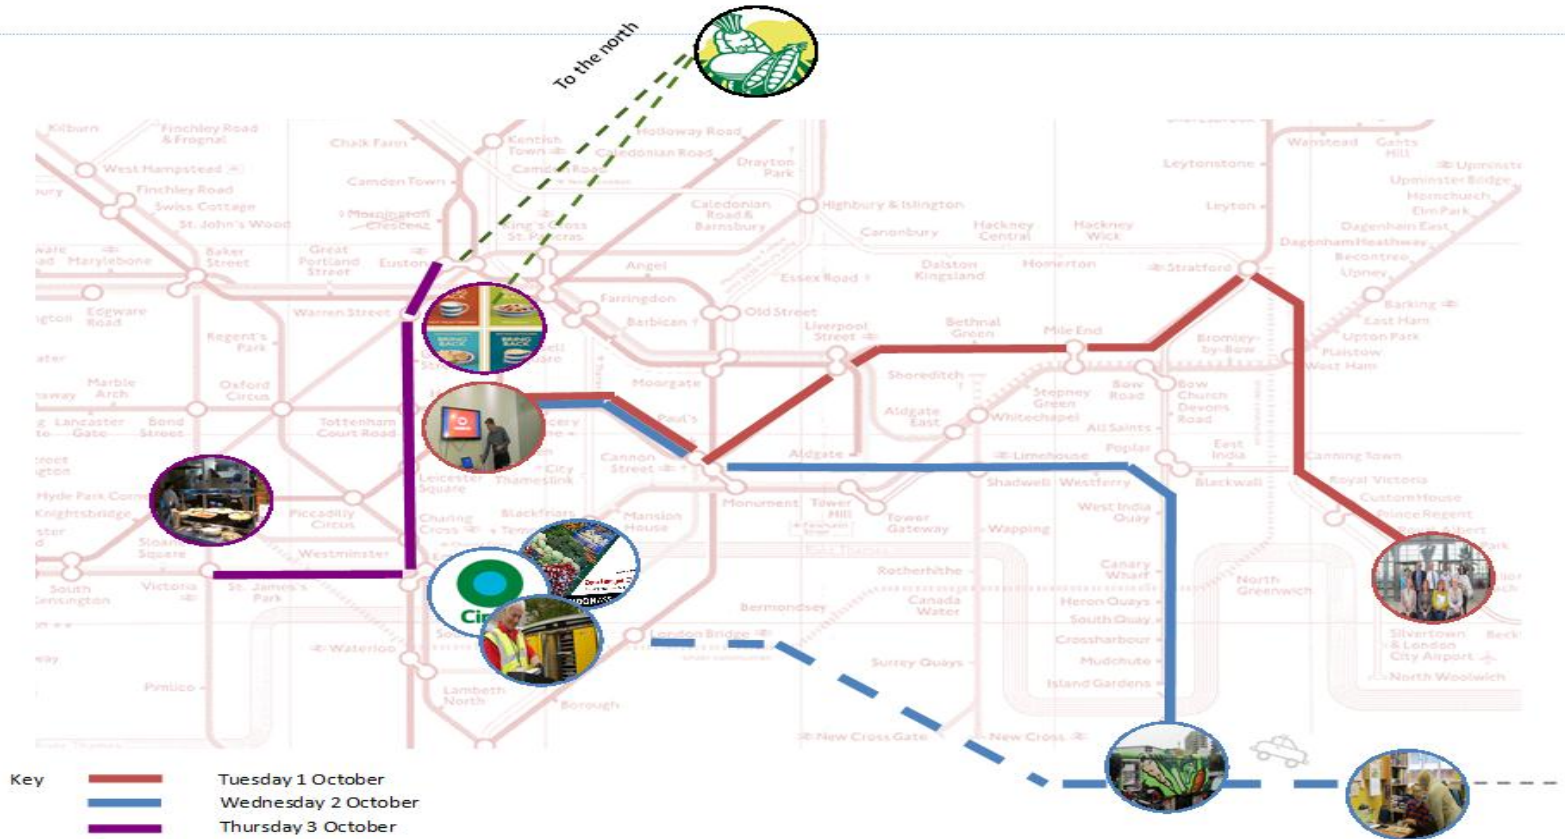 To the north
Kilburn
Finchley Road
& Frognal
Chalk Farm
Kentish
Town
Holloway Road
Caledonian Road
Drayton
Park
Camden Road
West Hampstead
Finchley Road
Swiss Cottage
St. John's Wood
Camden Town
Mornington
Crescent
King's Cross
St. Pancras
Caledonian
Road &
Barnsbury
Highbury & Islington
Canonbury
Hackney
Central
Hackney
Wick
Leytonstone
Leyton
Wanstead
Gants
Hill
Upminster Bridge
Hornchurch
Elm Park
Dagenham East
Dagenham Heathway
Becontree
Upney
Barking
East Ham
Upton Park
Plaistow
West Ham
Marylebone
Baker
Street
Great
Portland
Street
Euston
Angel
Essex Road
Dalston
Kingsland
Homerton
Stratford
Edgware
Road
Warren Street
Farringdon
Barbican
Old Street
Liverpool
Street
Bethnal
Green
Mile End
Bromley-
by-Bow
Regent's
Park
Marble
Arch
Oxford
Circus
Moorgate
Shoreditch
Stepney
Green
Bow
Road
Bow
Church
Devons
Road
Lancaster
Gate
Bond
Street
Tottenham
Court Road
Aldgate
East
Whitechapel
All Saints
Aldgate
Cannon
Street
City
Thameslink
Leicester
Square
Limehouse
Poplar
East
India
Canning Town
Shadwell
Westferry
Blackwall
Royal Victoria
Custom House
Prince Regent
Royal Albert
Park
Hyde Park Corner
Knightsbridge
Piccadilly
Circus
Charing
Cross
Blackfriars
Mansion
House
Monument
Tower
Hill
Tower
Gateway
Wapping
West India
Quay
Westminster
Square
Victoria
St. James's
Park
South
Kensington
Rotherhithe
Canada
Water
Canary
Wharf
Heron Quays
South Quay
Crossharbour
Mudchute
Island Gardens
North
Greenwich
Bermondsey
London Bridge
Surrey Quays
Silvertown
& London
City Airport
North Woolwich
Waterloo
Pimlico
Lambeth
North
Borough
New Cross Gate
New Cross
BRING
BACK
Key
Tuesday 1 October
Wednesday 2 October
Thursday 3 October